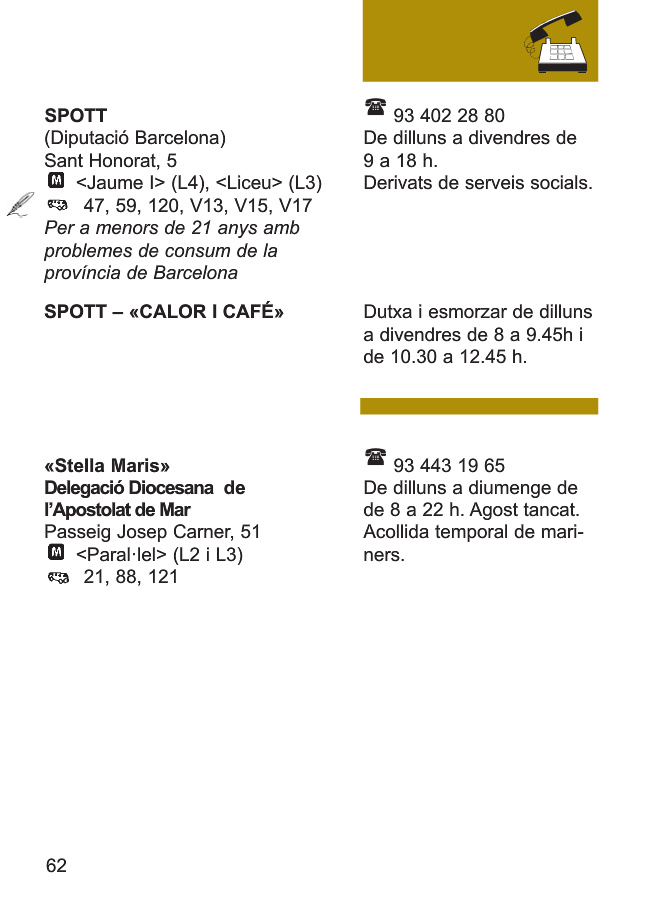 SPOTT
(Diputació Barcelona)
Sant Honorat, 5
M <Jaume I> (L4), <Liceu> (L3)
47, 59, 120, V13, V15, V17
Per a menors de 21 anys amb
problemes de consum de la
província de Barcelona
93 402 28 80
De dilluns a divendres de
9 a 18 h.
Derivats de serveis socials.
SPOTT – «CALOR I CAFÉ»
Dutxa i esmorzar de dilluns
a divendres de 8 a 9.45h i
de 10.30 a 12.45 h.
«Stella Maris»
Delegació Diocesana de
l’Apostolat de Mar
Passeig Josep Carner, 51
M <Paral·lel> (L2 i L3)
21, 88, 121
93 443 19 65
De dilluns a diumenge de
de 8 a 22 h. Agost tancat.
Acollida temporal de mari-
ners.
62